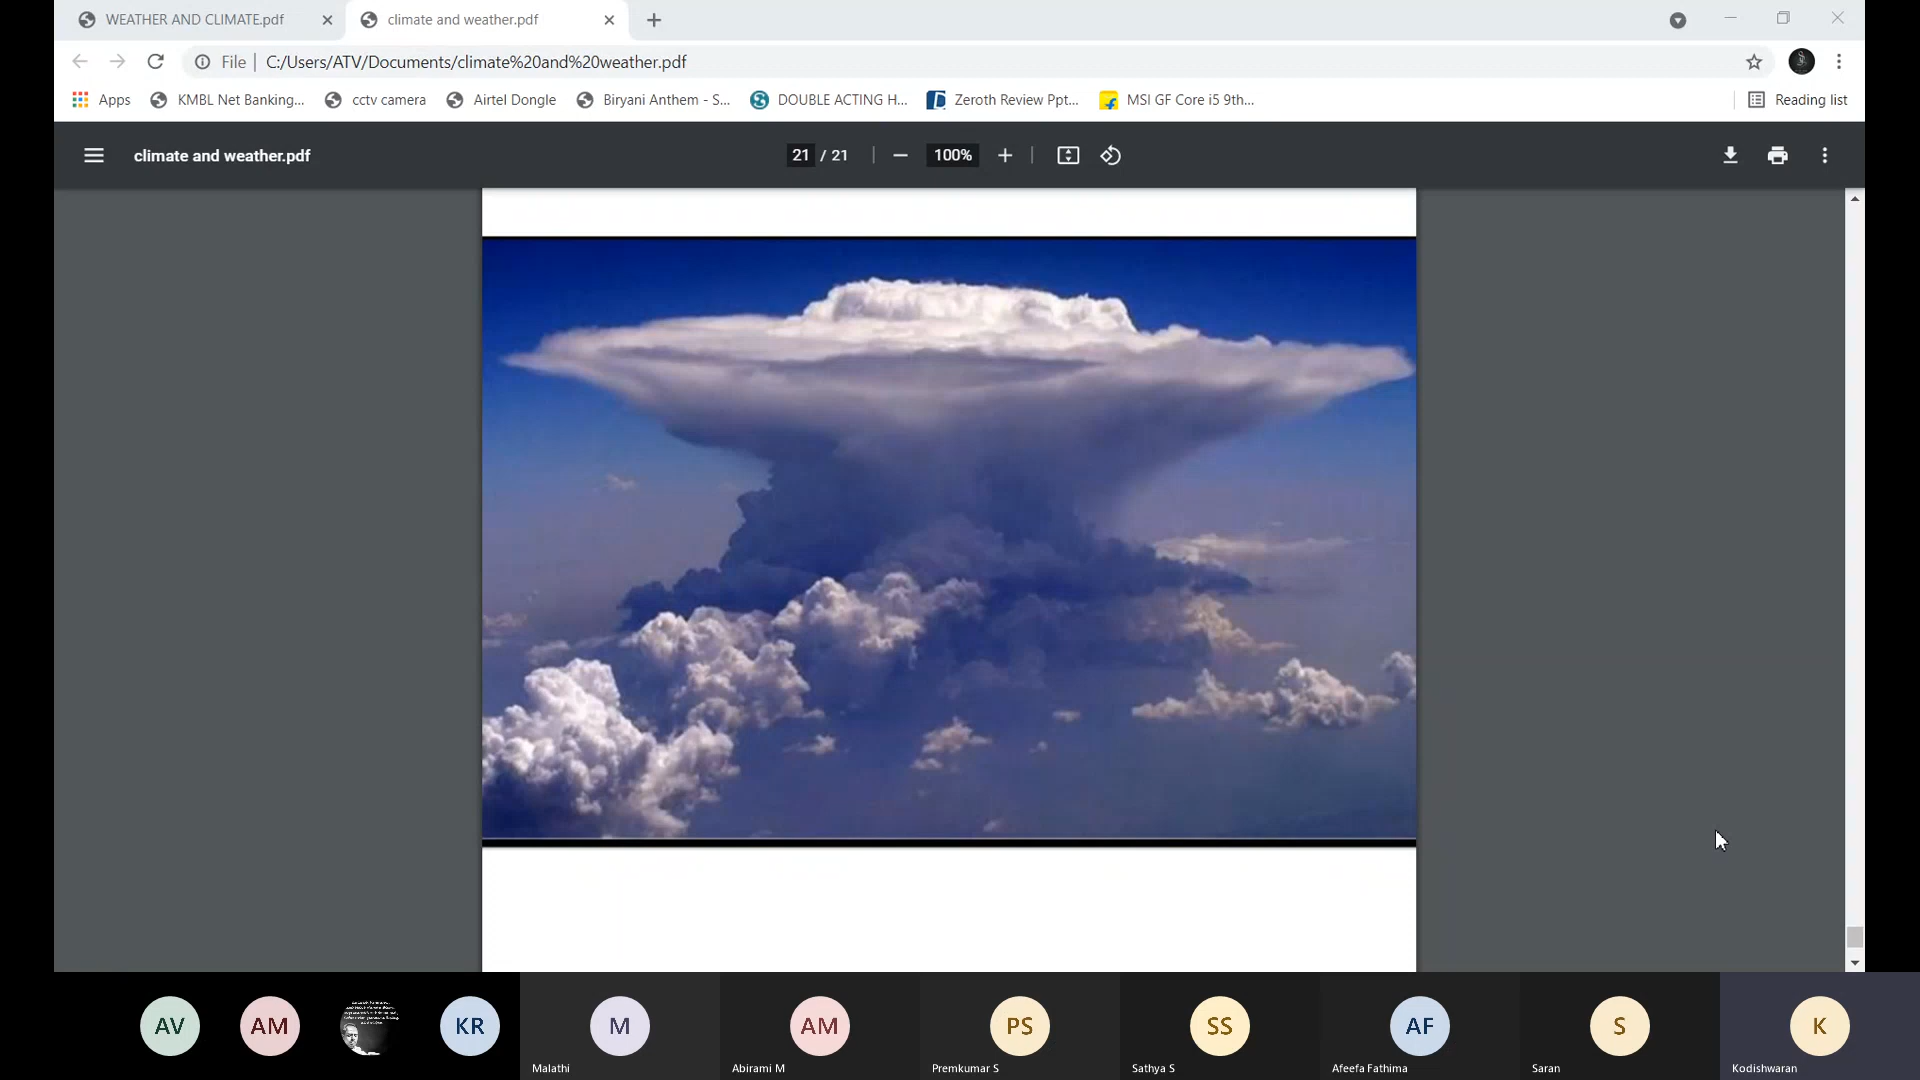 WEATHER AND CLIMATE.pdf
climate and weather.pdf
File
C:/Users/ATV/Documents/climate%20and%20weather.pdf
Apps
KMBL Net Banking...
cctv camera
Airtel Dongle
Biryani Anthem - S...
DOUBLE ACTING H...
Zeroth Review Ppt...
MSI GF Core i5 9th...
Reading list
climate and weather.pdf
21 / 21
100%
AV
AM
KR
M
AM
PS
SS
AF
S
K
Malathi
Abirami M
Premkumar S
Sathya S
Afeefa Fathima
Saran
Kodishwaran